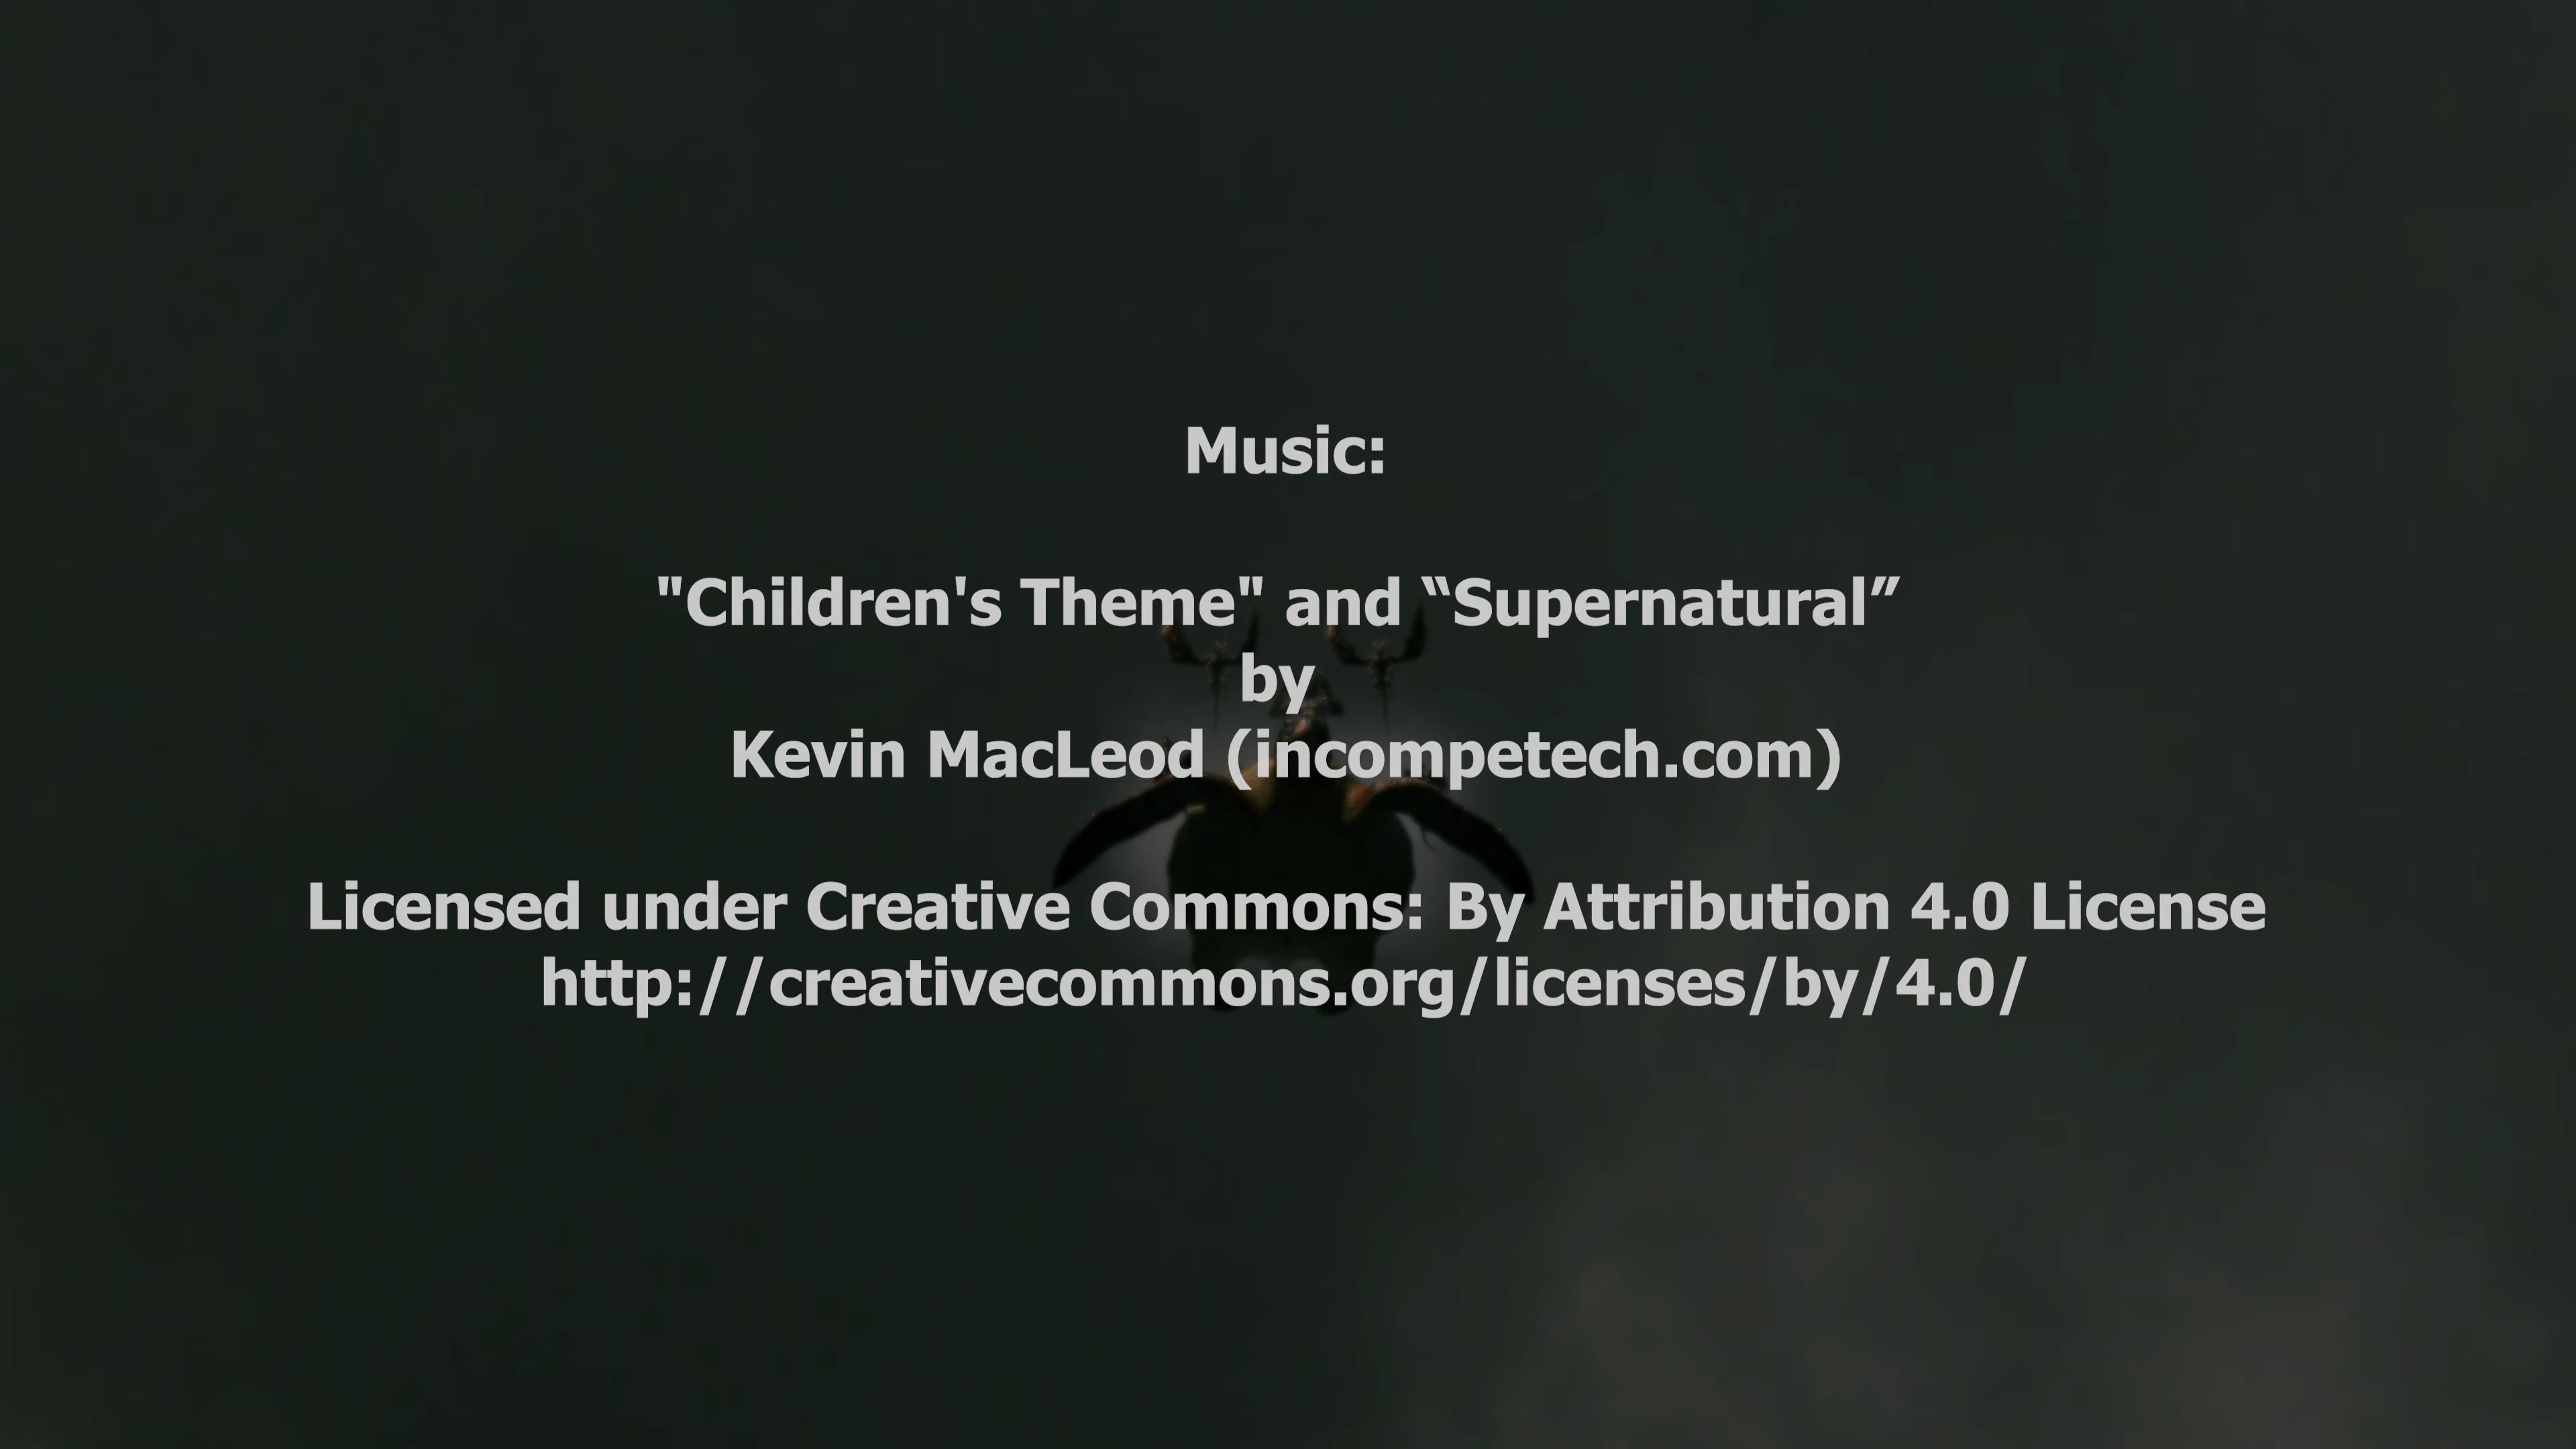 Music:
"Children's Theme" and “Supernatural”
by
Kevin MacLeod (incompetech.com)
Licensed under Creative Commons: By Attribution 4.0 License
http://creativecommons.org/licenses/by/4.0/